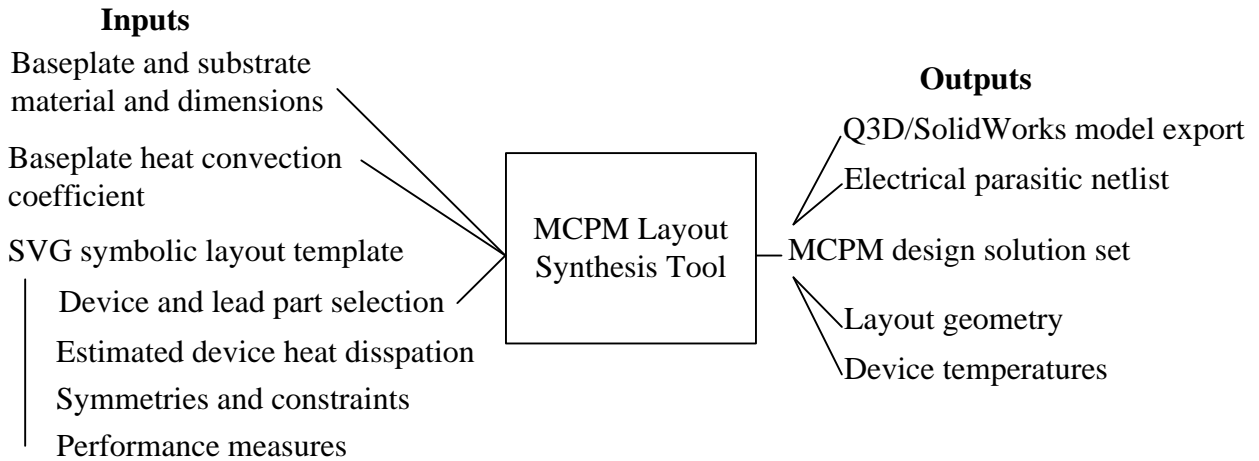 Inputs
Baseplate and substrate
material and dimensions
Baseplate heat convection
coefficient
SVG symbolic layout template
Device and lead part selection
Estimated device heat disspation
Symmetries and constraints
Performance measures
MCPM Layout
Synthesis Tool
Outputs
Q3D/SolidWorks model export
Electrical parasitic netlist
MCPM design solution set
Layout geometry
Device temperatures